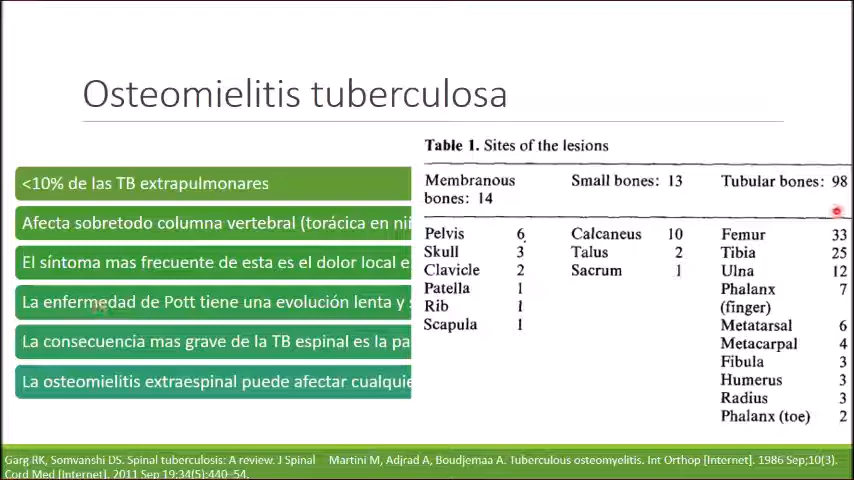 Osteomielitis tuberculosa
<10% de las TB extrapulmonares
Afecta sobretodo columna vertebral (torácica en
El síntoma mas frecuente de esta es el dolor local
La enfermedad de Pott tiene una evolución lenta y
La consecuencia mas grave de la TB espinal es la
La osteomielitis extraespinal puede afectar
Table 1. Sites of the lesions
Membranous bones: 14
Pelvis 6
Skull 3
Clavicle 2
Patella 1
Rib 1
Scapula 1
Small bones: 13
Calcaneus 10
Talus 2
Sacrum 1
Tubular bones: 98
Femur 33
Tibia 25
Ulna 12
Phalanx 7
(finger)
Metatarsal 6
Metacarpal 4
Fibula 3
Humerus 3
Radius 3
Phalanx (toe) 2
Garg RK, Somvanshi DS. Spinal tuberculosis: A review. J Spinal
Cord Med [Internet]. 2011 Sep 19;34(5):440–54.
Martini M, Adjrad A, Boudjemaa A. Tuberculous osteomyelitis. Int Orthop [Internet]. 1986 Sep;10(3).